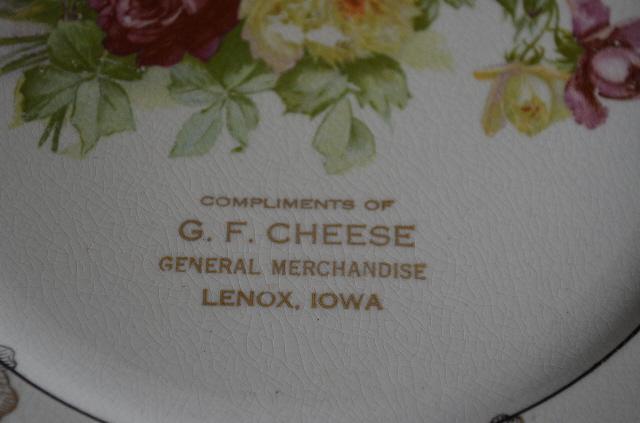 COMPLIMENTS OF
G. F. CHEESE
GENERAL MERCHANDISE
LENOX, IOWA